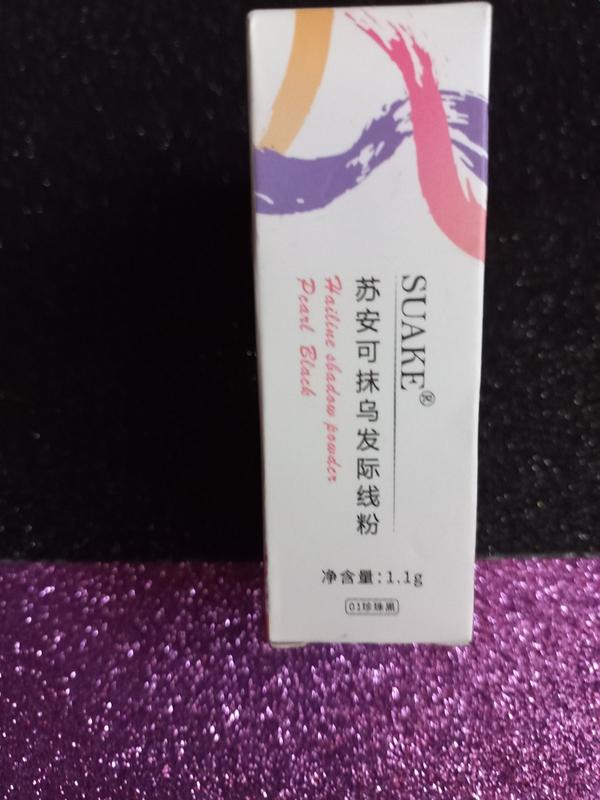 SUAKE®
苏安可抹乌发际线粉
Hailine shadow powder
Pearl Black
净含量:1.1g
01珍珠黑